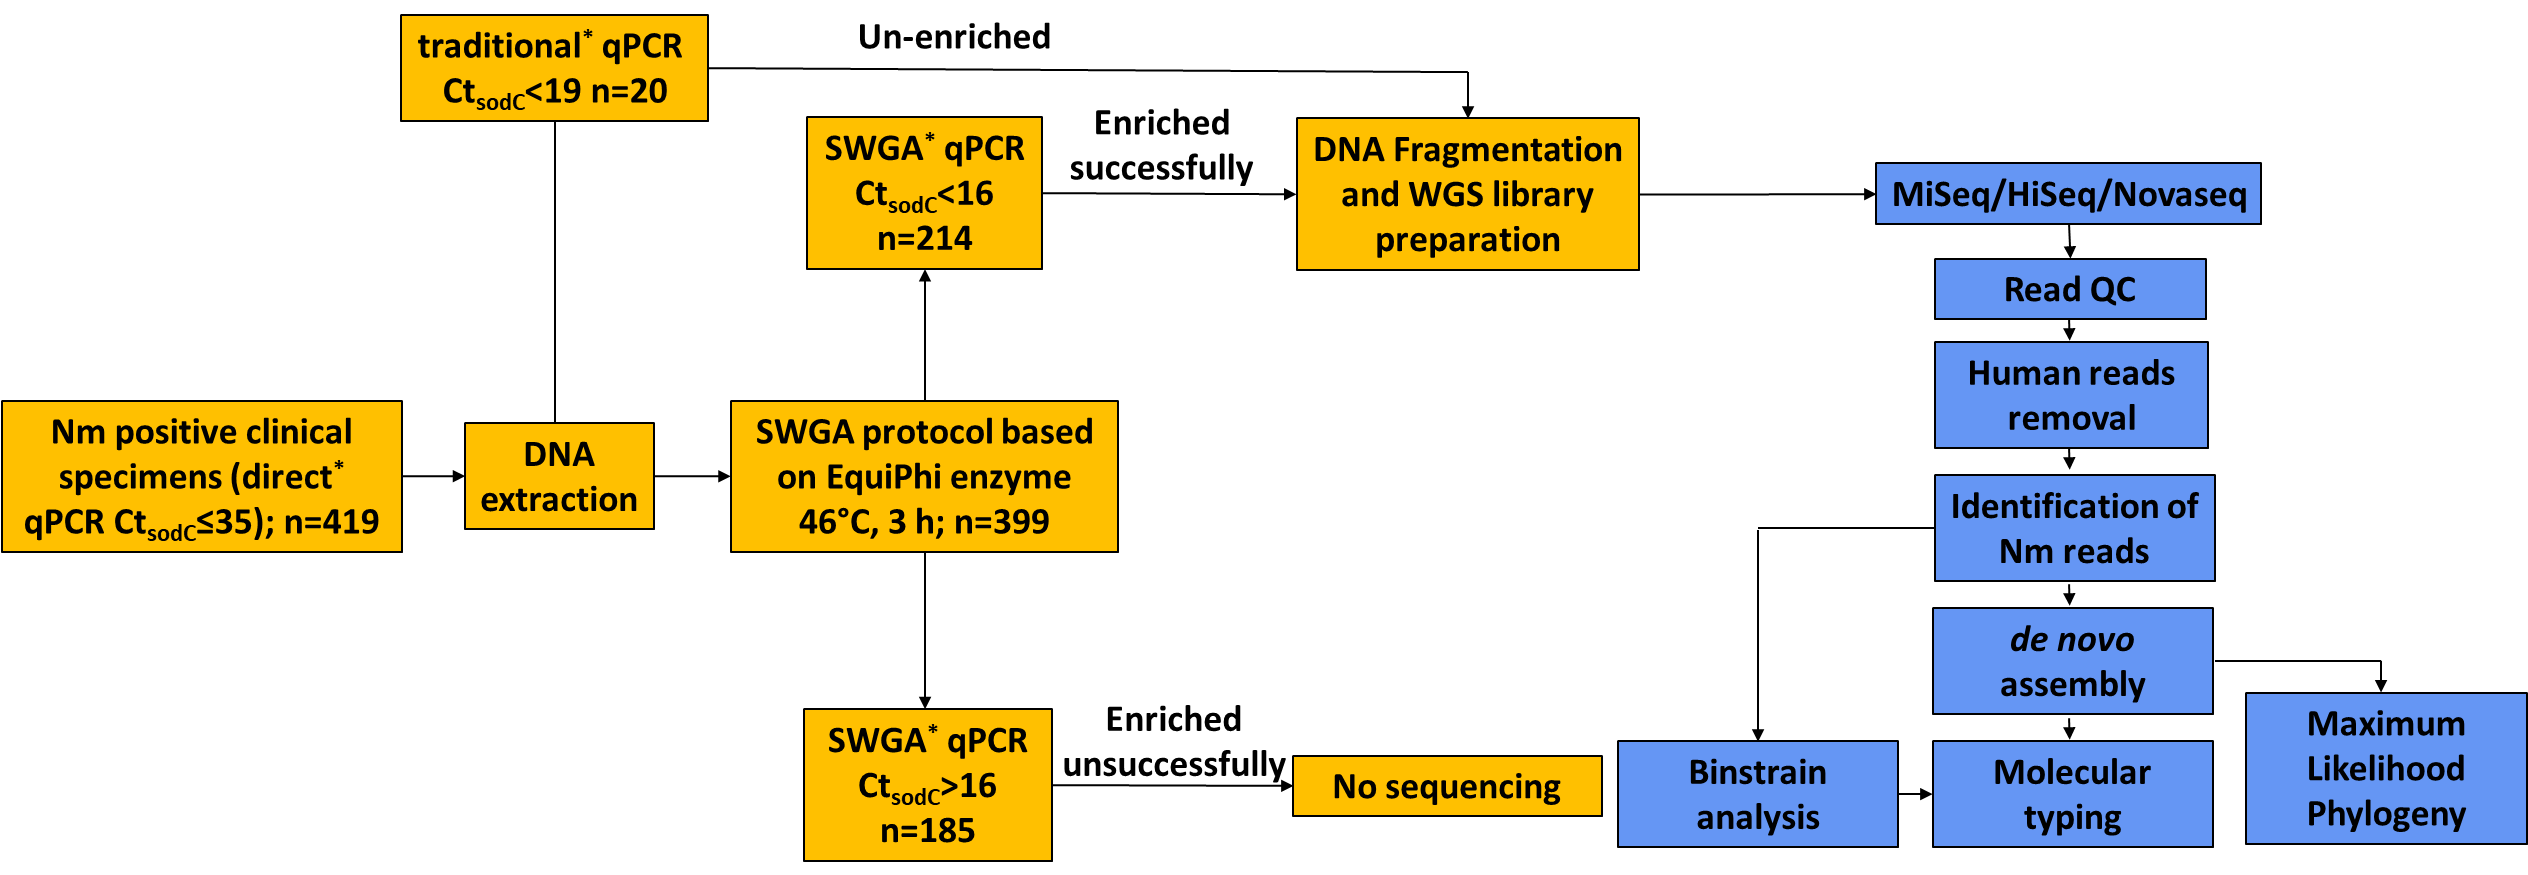 traditional* qPCR
CtsodC<19 n=20
Un-enriched
SWGA* qPCR
CtsodC<16
n=214
Enriched
successfully
DNA Fragmentation
and WGS library
preparation
MiSeq/HiSeq/Novaseq
Read QC
Human reads
removal
Nm positive clinical
specimens (direct*
qPCR CtsodC≤35); n=419
DNA
extraction
SWGA protocol based
on EquiPhi enzyme
46°C, 3 h; n=399
Identification of
Nm reads
de novo
assembly
SWGA* qPCR
CtsodC>16
n=185
Enriched
unsuccessfully
No sequencing
Binstrain
analysis
Molecular
typing
Maximum
Likelihood
Phylogeny